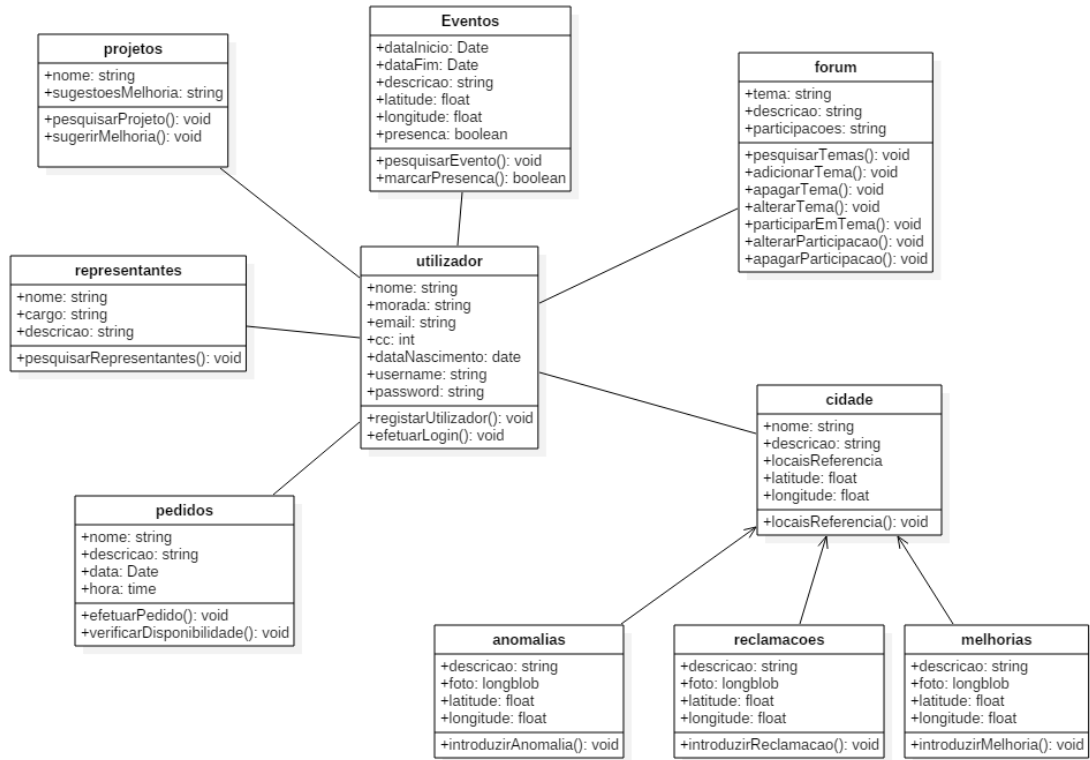 projetos
+nome: string
+sugestoesMelhoria: string
+pesquisarProjeto(): void
+sugerirMelhoria(): void
Eventos
+dataInicio: Date
+dataFim: Date
+descricao: string
+latitude: float
+longitude: float
+presenca: boolean
+pesquisarEvento(): void
+marcarPresenca(): boolean
forum
+tema: string
+descricao: string
+participacoes: string
+pesquisarTemas(): void
+adicionarTema(): void
+apagarTema(): void
+alterarTema(): void
+participarEmTema(): void
+alterarParticipacao(): void
+apagarParticipacao(): void
representantes
+nome: string
+cargo: string
+descricao: string
+pesquisarRepresentantes(): void
utilizador
+nome: string
+morada: string
+email: string
+cc: int
+dataNascimento: date
+username: string
+password: string
+registarUtilizador(): void
+efetuarLogin(): void
cidade
+nome: string
+descricao: string
+locaisReferencia
+latitude: float
+longitude: float
+locaisReferencia(): void
pedidos
+nome: string
+descricao: string
+data: Date
+hora: time
+efetuarPedido(): void
+verificarDisponibilidade(): void
anomalias
+descricao: string
+foto: longblob
+latitude: float
+longitude: float
+introduzirAnomalia(): void
reclamacoes
+descricao: string
+foto: longblob
+latitude: float
+longitude: float
+introduzirReclamacao(): void
melhorias
+descricao: string
+foto: longblob
+latitude: float
+longitude: float
+introduzirMelhoria(): void